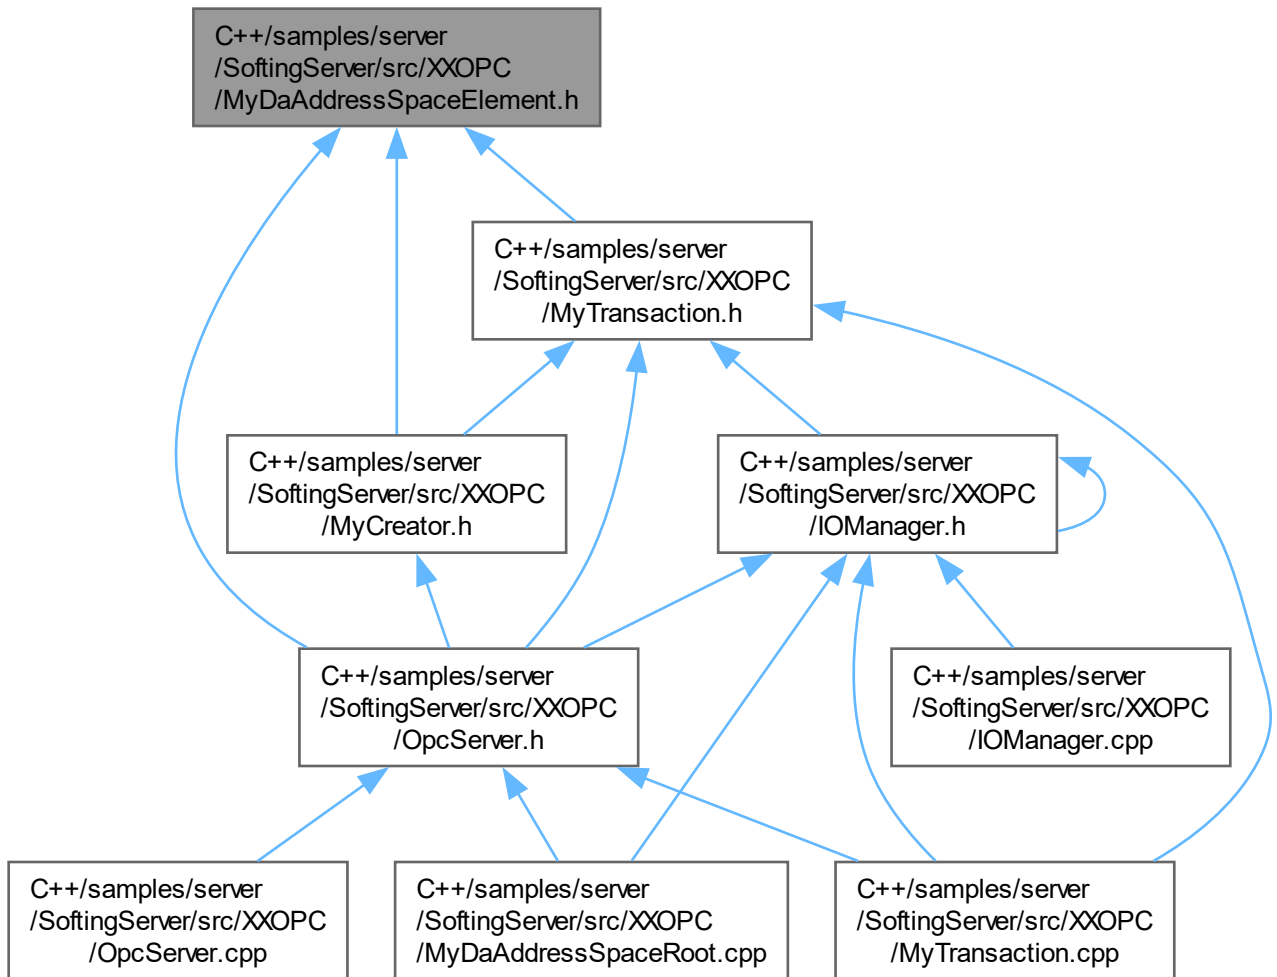 C++/samples/server
/SoftingServer/src/XXOPC
/MyDaAddressSpaceElement.h
C++/samples/server
/SoftingServer/src/XXOPC
/MyTransaction.h
C++/samples/server
/SoftingServer/src/XXOPC
/MyCreator.h
C++/samples/server
/SoftingServer/src/XXOPC
/IOManager.h
C++/samples/server
/SoftingServer/src/XXOPC
/OpcServer.h
C++/samples/server
/SoftingServer/src/XXOPC
/IOManager.cpp
C++/samples/server
/SoftingServer/src/XXOPC
/OpcServer.cpp
C++/samples/server
/SoftingServer/src/XXOPC
/MyDaAddressSpaceRoot.cpp
C++/samples/server
/SoftingServer/src/XXOPC
/MyTransaction.cpp